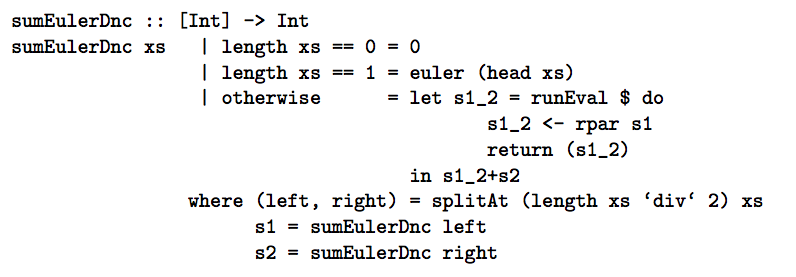 sumEulerDnc :: [Int] -> Int
sumEulerDnc xs   | length xs == 0 = 0
                 | length xs == 1 = euler (head xs)
                 | otherwise      = let s1_2 = runEval $ do
                                          s1_2 <- rpar s1
                                          return (s1_2)
                                    in s1_2+s2
                where (left, right) = splitAt (length xs ‘div‘ 2) xs
                      s1 = sumEulerDnc left
                      s2 = sumEulerDnc right